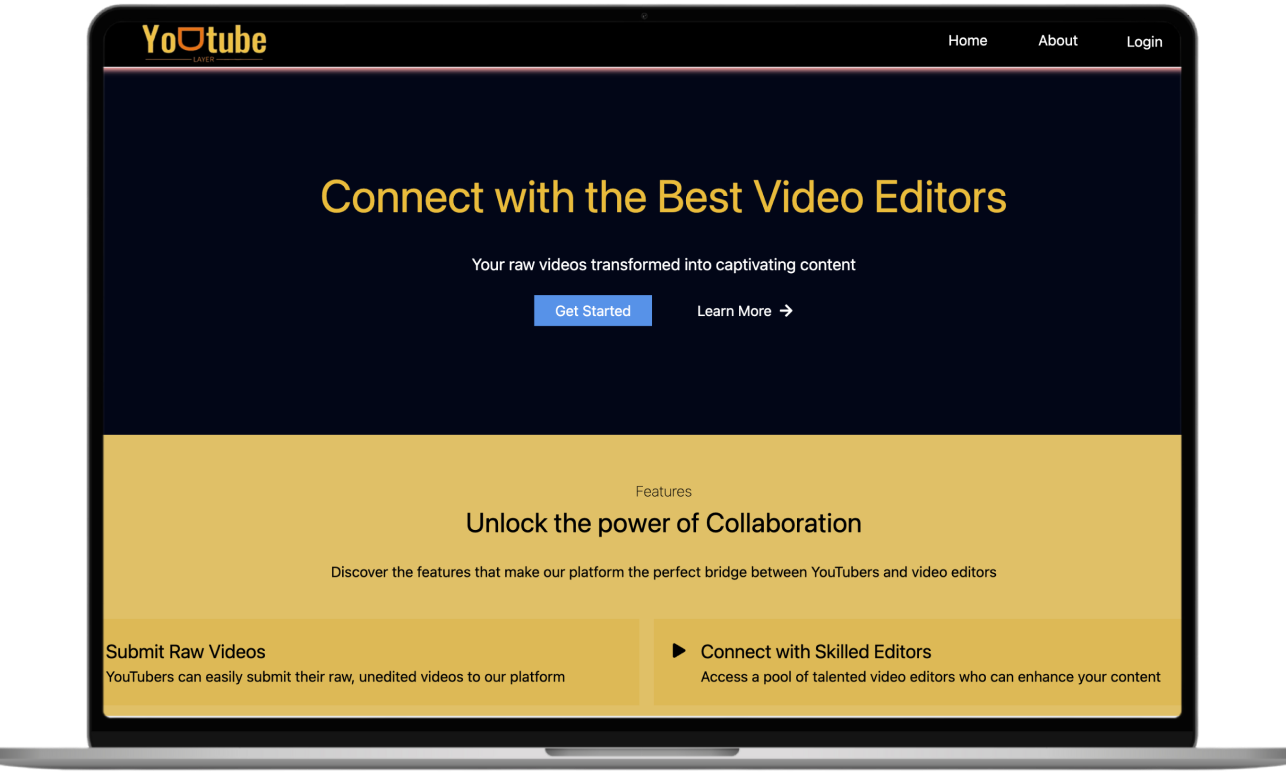 YoUtube
LAYER
Home About Login
Connect with the Best Video Editors
Your raw videos transformed into captivating content
Get Started Learn More
Features
Unlock the power of Collaboration
Discover the features that make our platform the perfect bridge between YouTubers and video editors
Submit Raw Videos
YouTubers can easily submit their raw, unedited videos to our platform
Connect with Skilled Editors
Access a pool of talented video editors who can enhance your content